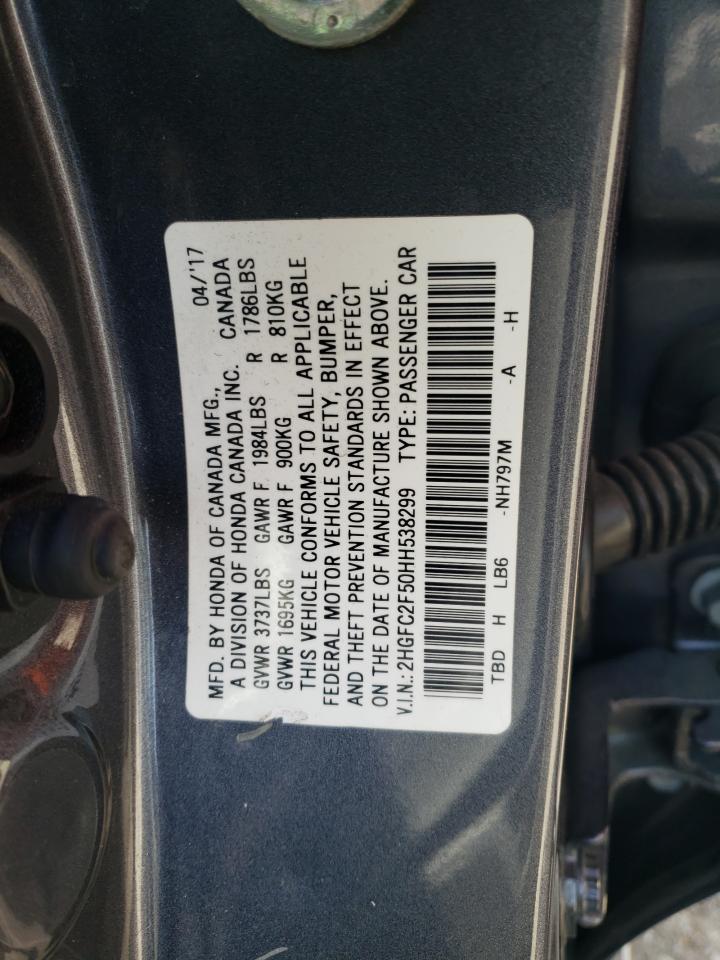 MFD. BY HONDA OF CANADA MFG., 04/'17
A DIVISION OF HONDA CANADA INC. CANADA
GVWR 3737LBS GAWR F 1984LBS R 1786LBS
GVWR 1695KG GAWR F 900KG R 810KG
THIS VEHICLE CONFORMS TO ALL APPLICABLE
FEDERAL MOTOR VEHICLE SAFETY, BUMPER,
AND THEFT PREVENTION STANDARDS IN EFFECT
ON THE DATE OF MANUFACTURE SHOWN ABOVE.
V.I.N.: 2HGFC2F50HH538299 TYPE: PASSENGER CAR
TBD H LB6 -NH797M -A -H